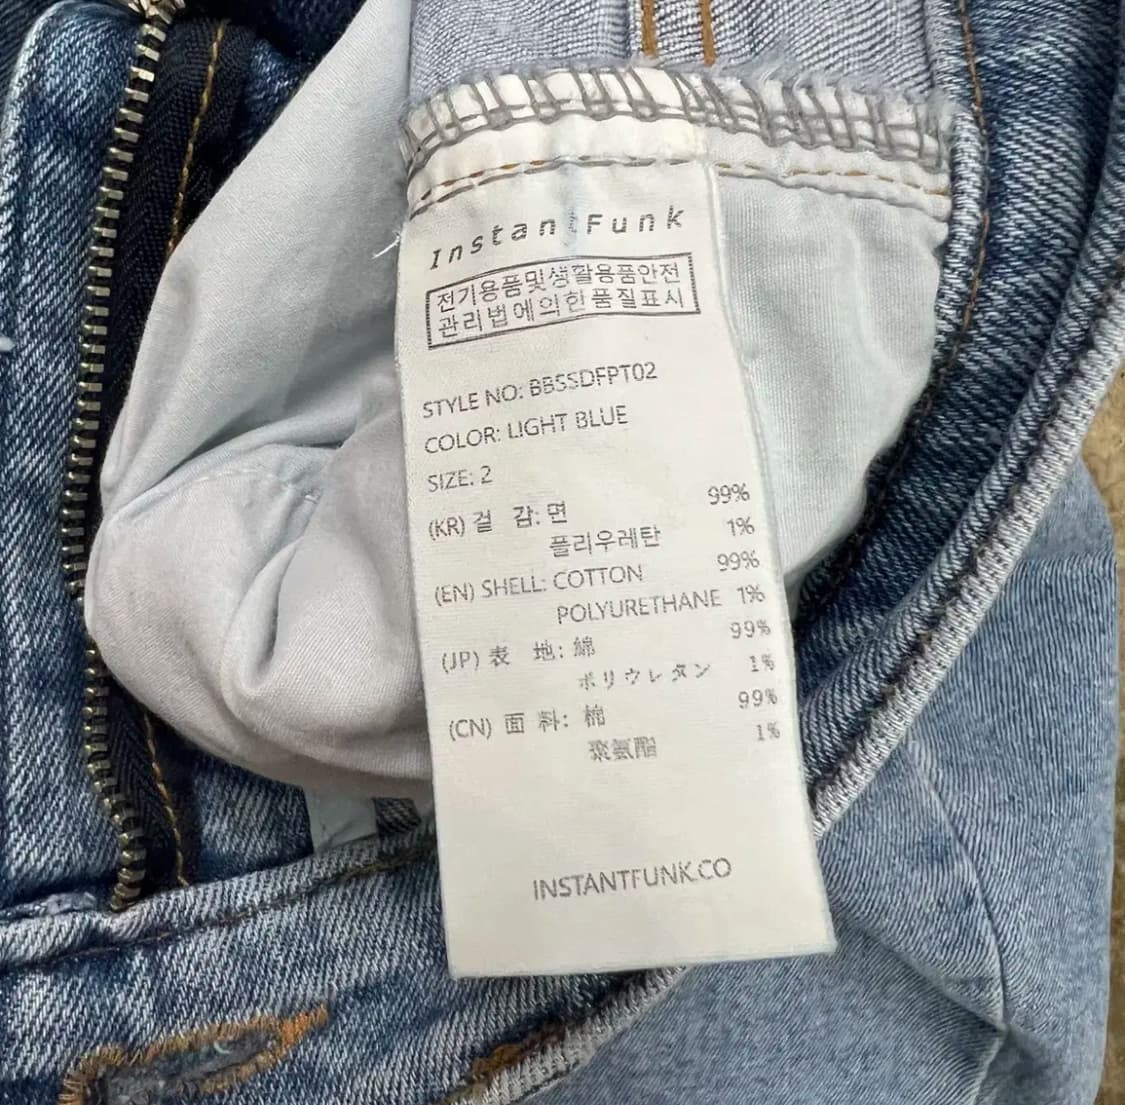 Instant Funk
전기용품및생활용품안전
관리법에의한품질표시
STYLE NO: BBSSDFPT02
COLOR: LIGHT BLUE
SIZE: 2
(KR) 겉 감: 면 99%
폴리우레탄 1%
(EN) SHELL: COTTON 99%
POLYURETHANE 1%
(JP) 表 地: 綿 99%
ポリウレタン 1%
(CN) 面 料: 棉 99%
聚氨酯 1%
INSTANTFUNK.CO